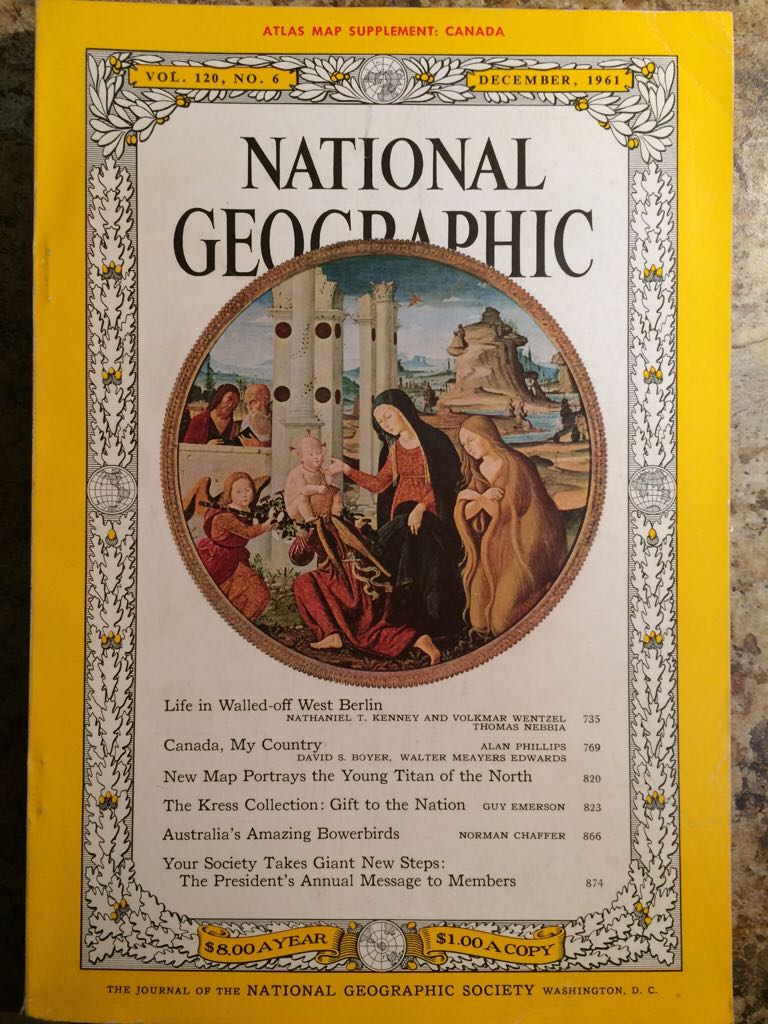 ATLAS MAP SUPPLEMENT: CANADA
VOL. 120, NO. 6
DECEMBER, 1961
NATIONAL
GEOGRAPHIC
Life in Walled-off West Berlin
NATHANIEL T. KENNEY AND VOLKMAR WENTZEL 735
THOMAS NEBBIA
Canada, My Country ALAN PHILLIPS 769
DAVID S. BOYER, WALTER MEAYERS EDWARDS
New Map Portrays the Young Titan of the North 820
The Kress Collection: Gift to the Nation GUY EMERSON 823
Australia's Amazing Bowerbirds NORMAN CHAFFER 866
Your Society Takes Giant New Steps:
The President's Annual Message to Members 874
$8.00 A YEAR
$1.00 A COPY
THE JOURNAL OF THE NATIONAL GEOGRAPHIC SOCIETY WASHINGTON, D. C.